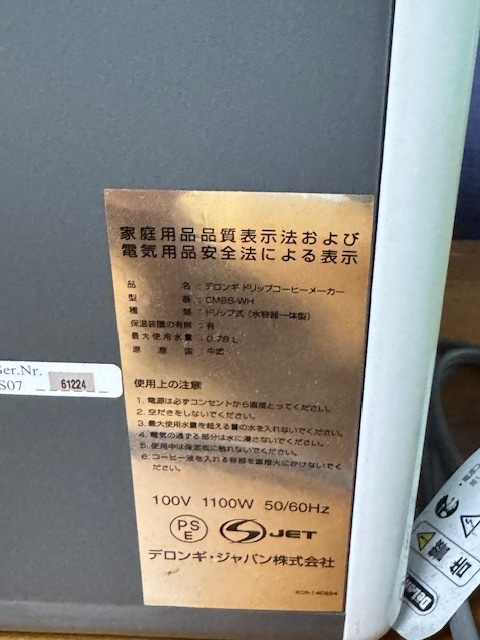 家庭用品品質表示法および
電気用品安全法による表示
品 名 : デロンギ ドリップコーヒーメーカー
型 番 : CMB6-WH
種 類 : ドリップ式 (水容器一体型)
保温装置の有無 : 有
最大使用水量 : 0.78 L
原 産 国 : 中国
使用上の注意
1. 電源は必ずコンセントから直接とってください。
2. 空だきをしないでください。
3. 最大使用水量を超える量の水を入れないでください。
4. 電気の通ずる部分は水に浸さないでください。
5. 使用中は保温板に触れないでください。
6. コーヒー液を入れる容器を直接火にかけないでく
ださい。
100V 1100W 50/60Hz
PS
E
JET
デロンギ・ジャパン株式会社
Ser.Nr.
S07 61224
警告